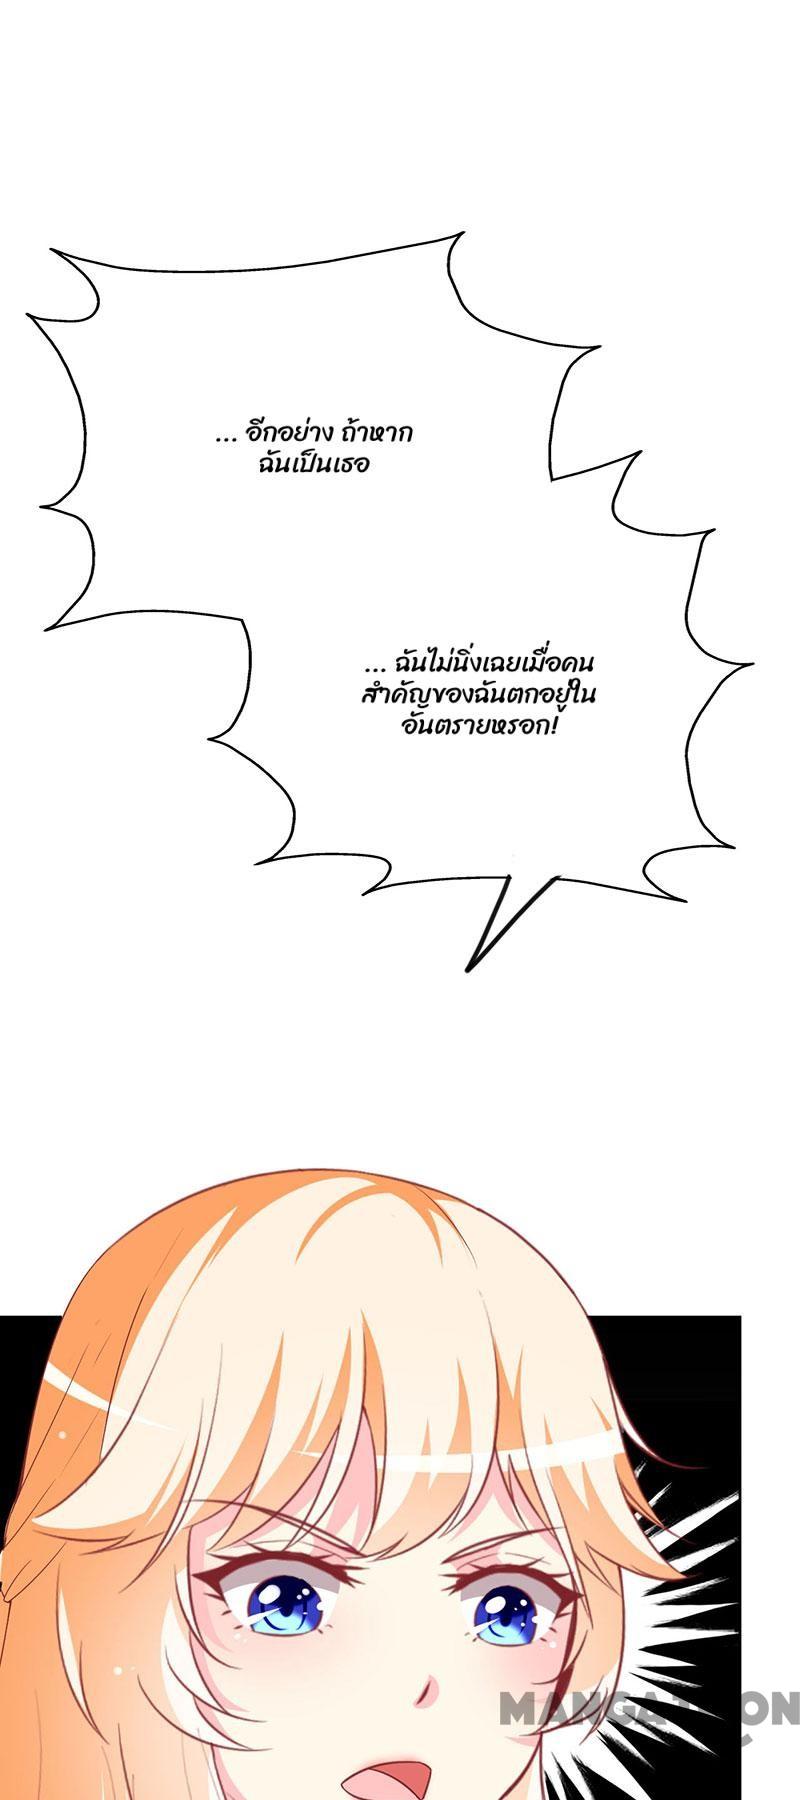 ... อีกอย่าง ถ้าหาก
ฉันเป็นเธอ
... ฉันไม่นิ่งเฉยเมื่อคน
สำคัญของฉันตกอยู่ใน
อันตรายหรอก!